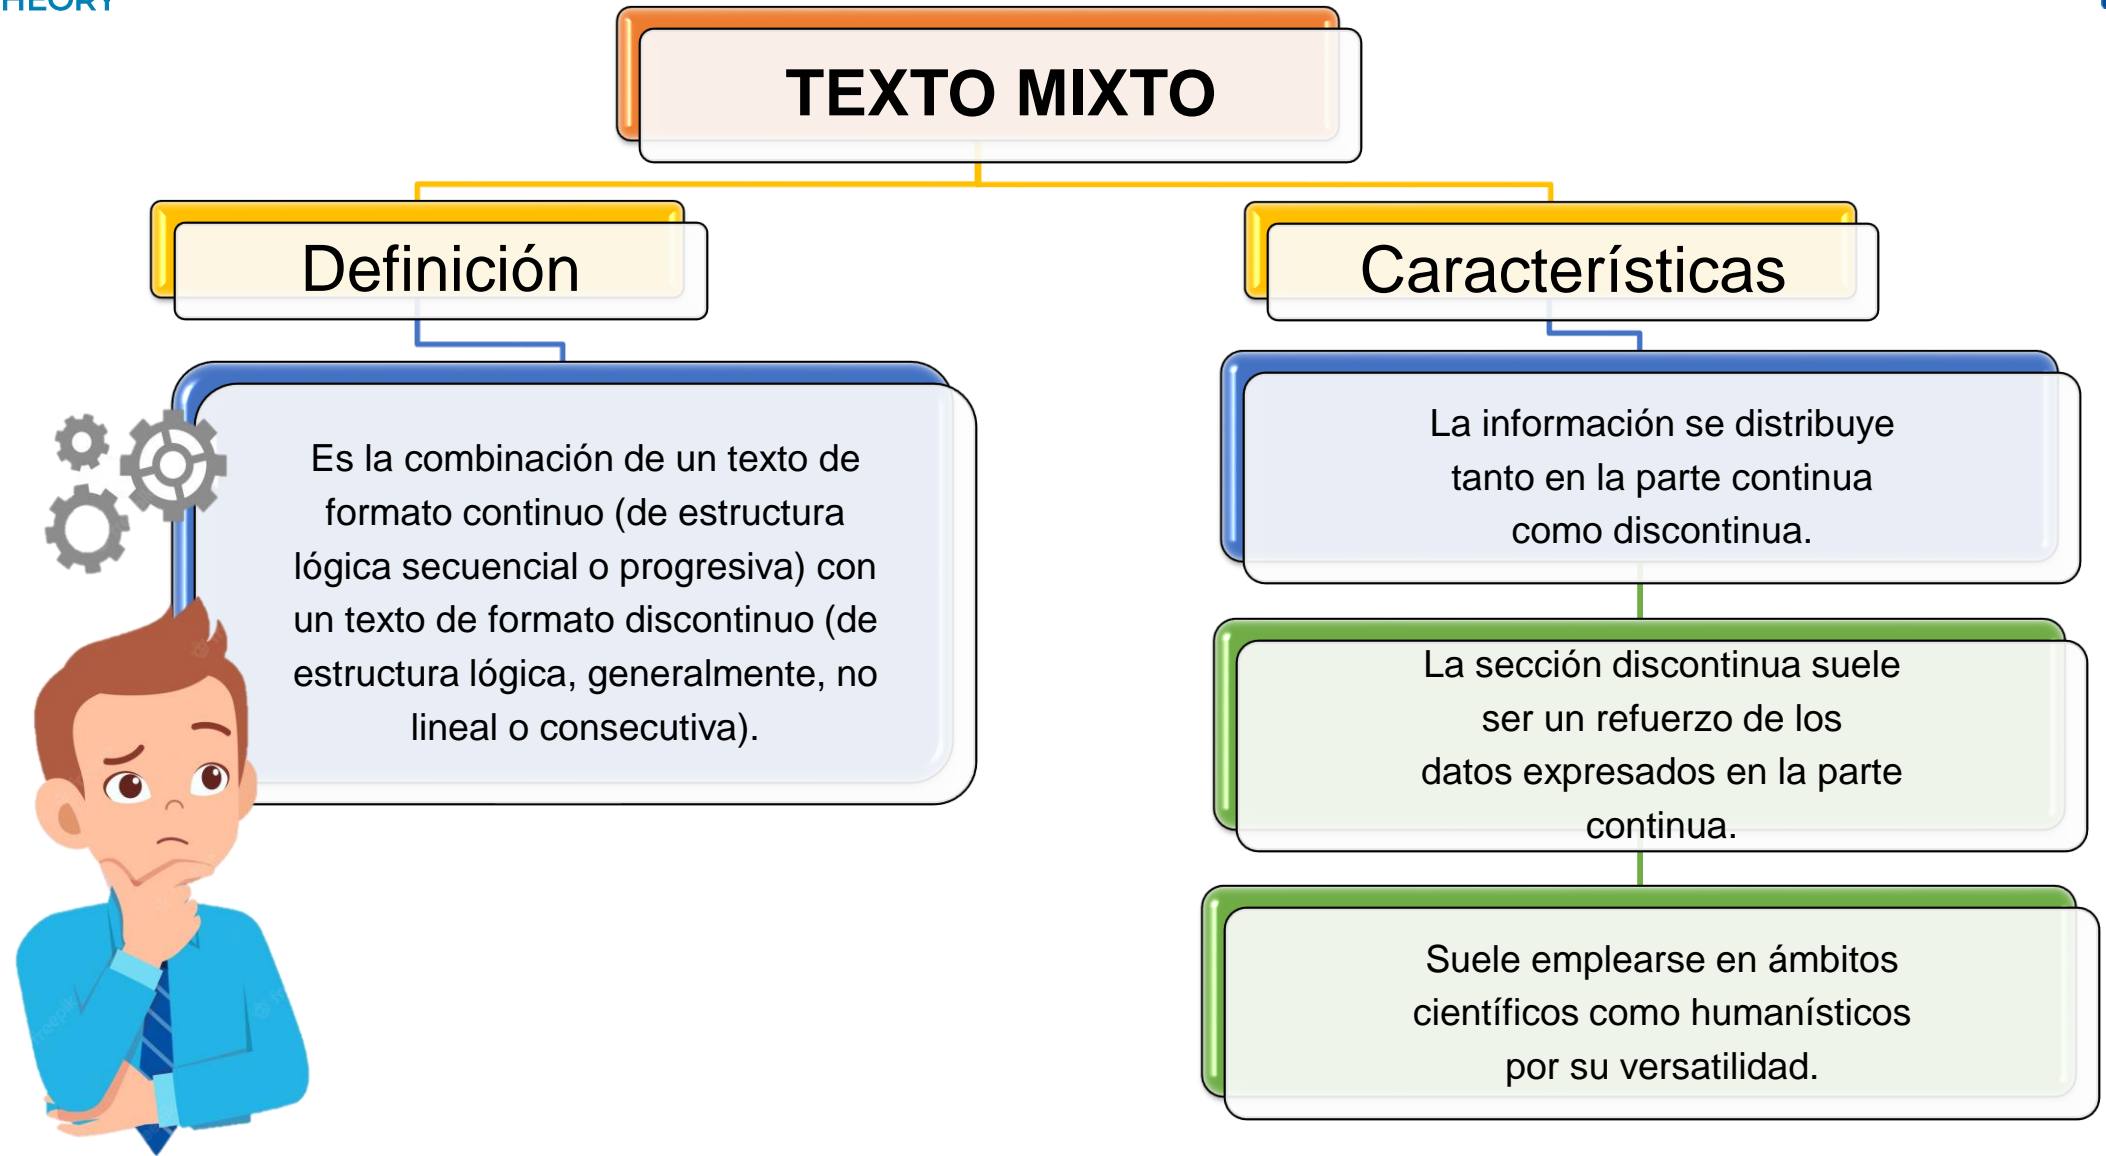 TEXTO MIXTO
Definición
Es la combinación de un texto de
formato continuo (de estructura
lógica secuencial o progresiva) con
un texto de formato discontinuo (de
estructura lógica, generalmente, no
lineal o consecutiva).
Características
La información se distribuye
tanto en la parte continua
como discontinua.
La sección discontinua suele
ser un refuerzo de los
datos expresados en la parte
continua.
Suele emplearse en ámbitos
científicos como humanísticos
por su versatilidad.